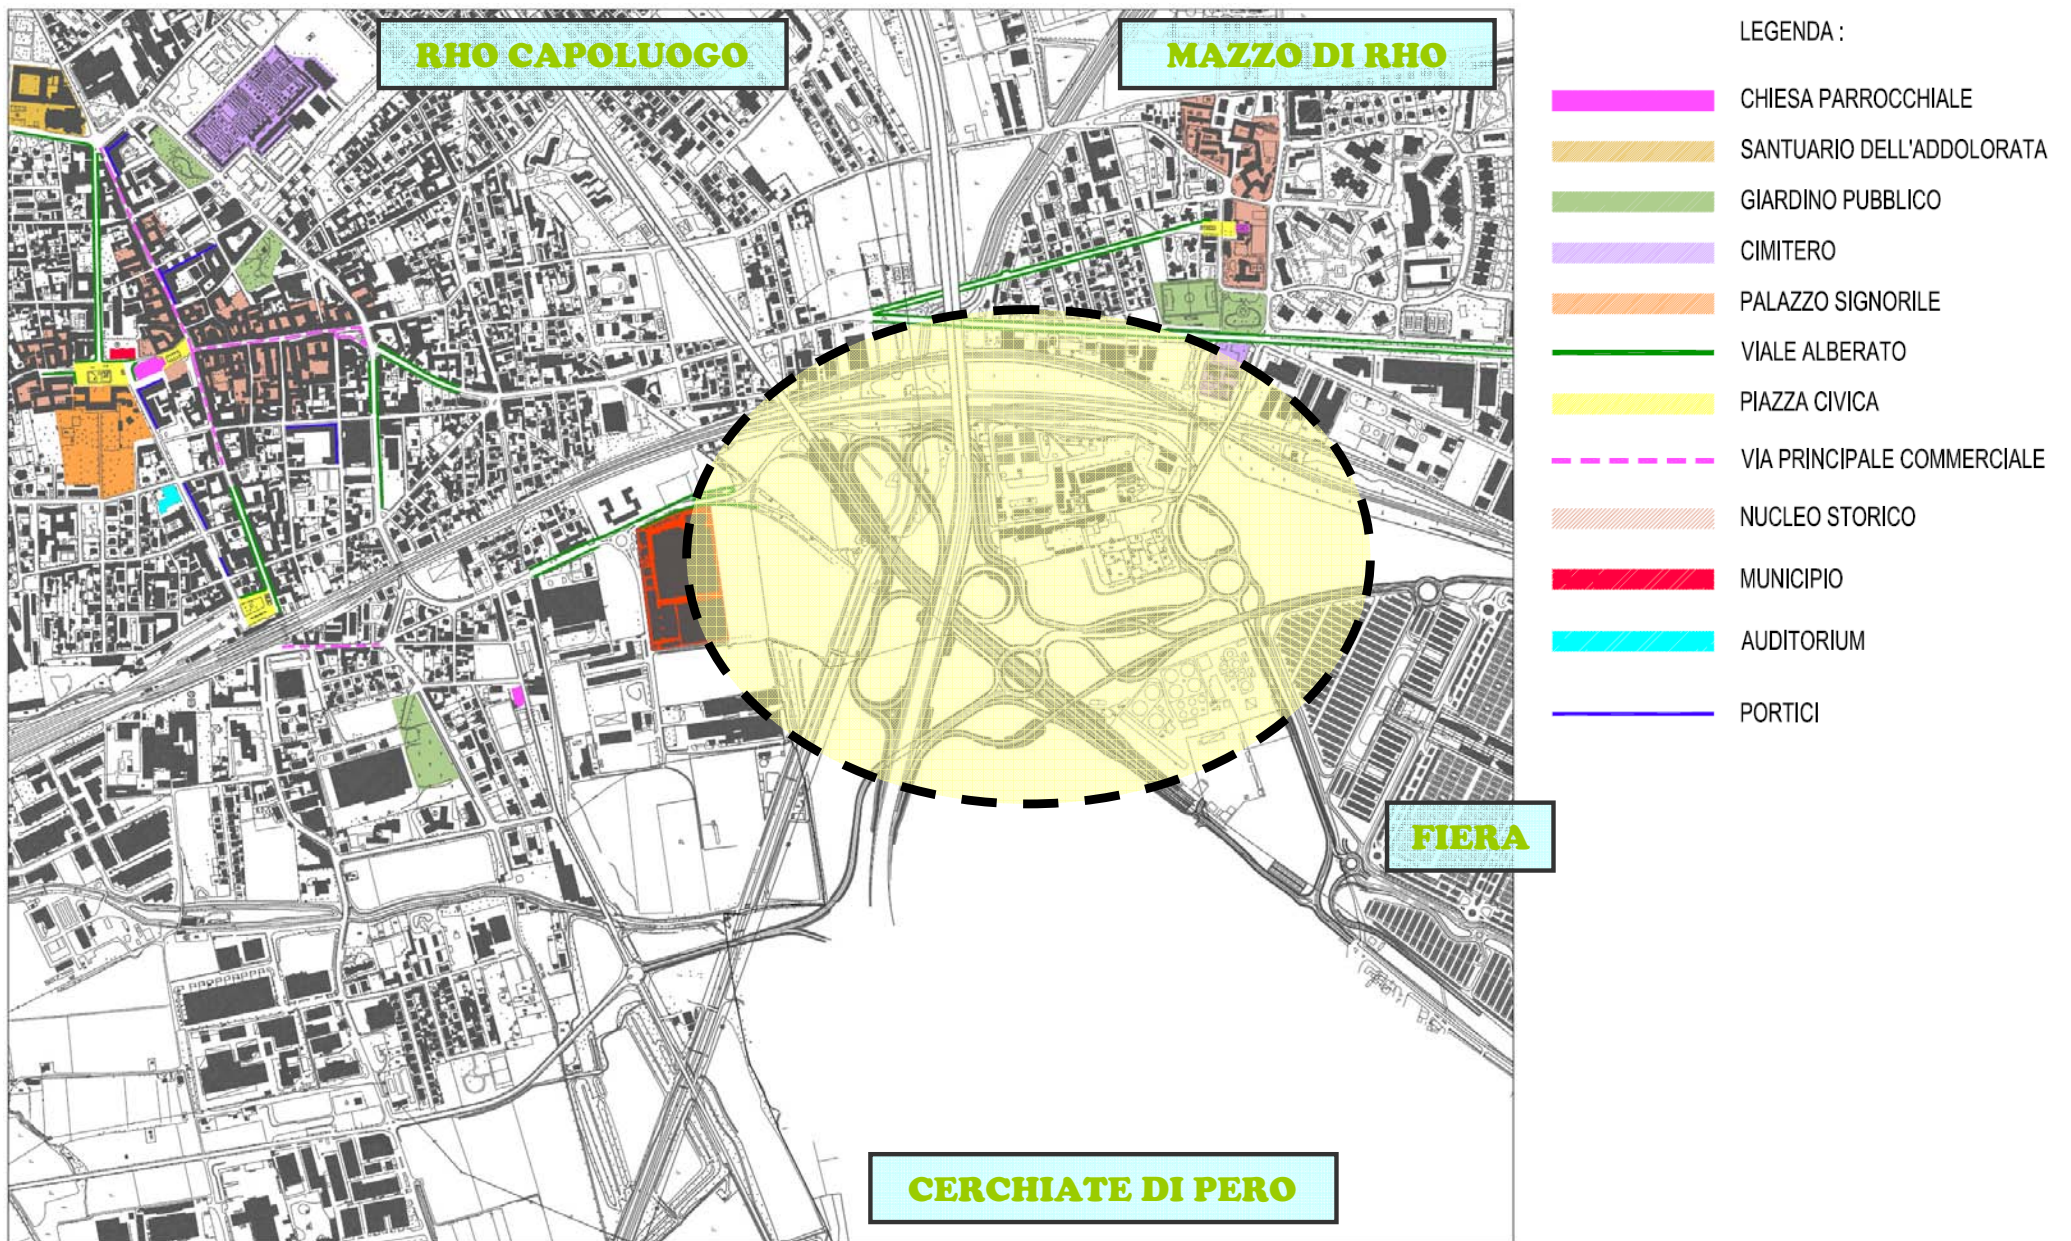 RHO CAPOLUOGO
MAZZO DI RHO
FIERA
CERCHIATE DI PERO
LEGENDA :
CHIESA PARROCCHIALE
SANTUARIO DELL'ADDOLORATA
GIARDINO PUBBLICO
CIMITERO
PALAZZO SIGNORILE
VIALE ALBERATO
PIAZZA CIVICA
VIA PRINCIPALE COMMERCIALE
NUCLEO STORICO
MUNICIPIO
AUDITORIUM
PORTICI